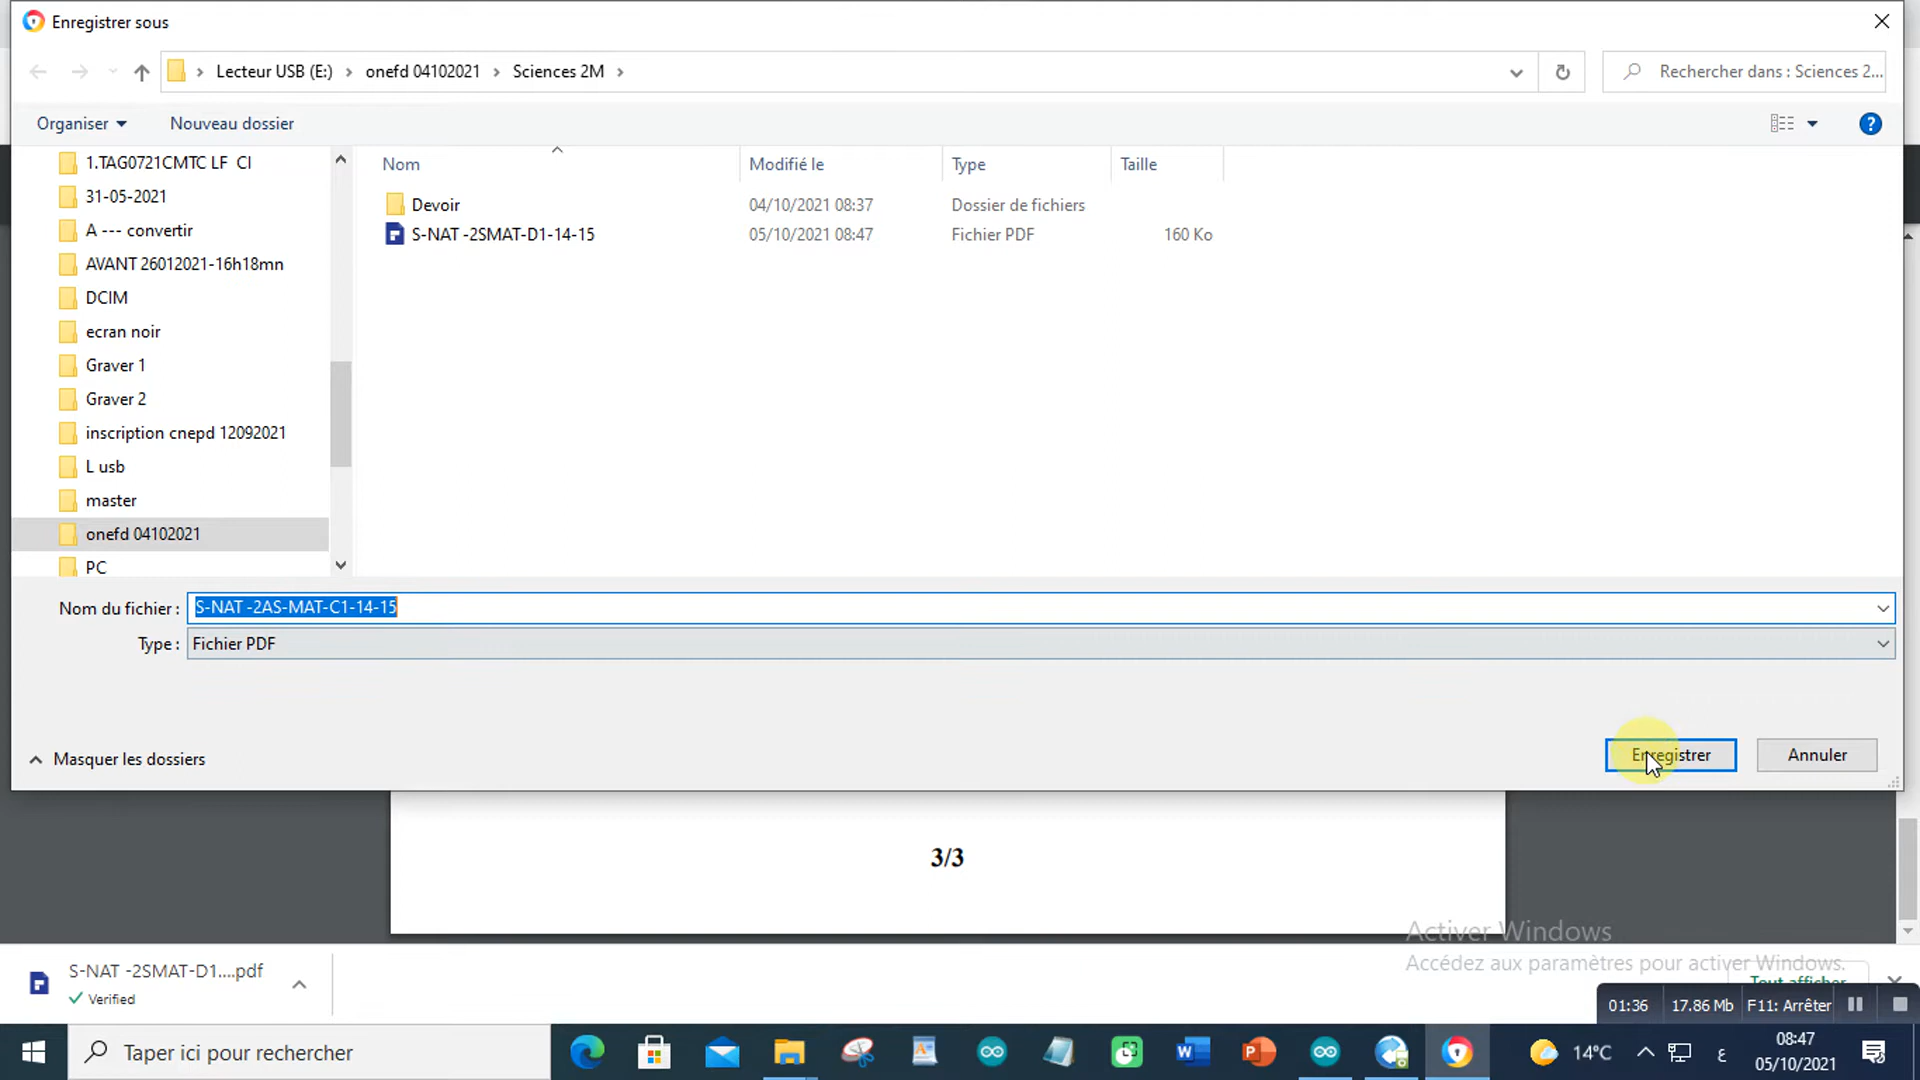 Enregistrer sous
Lecteur USB (E:) › onefd 04102021 › Sciences 2M ›
Rechercher dans : Sciences 2...
Organiser
Nouveau dossier
1.TAG0721CMTC LF  CI
31-05-2021
A --- convertir
AVANT 26012021-16h18mn
DCIM
ecran noir
Graver 1
Graver 2
inscription cnepd 12092021
L usb
master
onefd 04102021
PC
Nom Modifié le Type Taille
Devoir 04/10/2021 08:37 Dossier de fichiers
S-NAT -2SMAT-D1-14-15 05/10/2021 08:47 Fichier PDF 160 Ko
Nom du fichier : S-NAT -2AS-MAT-C1-14-15
Type : Fichier PDF
Masquer les dossiers
Enregistrer
Annuler
3/3
Activer Windows
Accédez aux paramètres pour activer Windows.
S-NAT -2SMAT-D1....pdf
Verified
Tout afficher
01:36 17.86 Mb F11: Arrêter
Taper ici pour rechercher
14°C
ع
08:47
05/10/2021